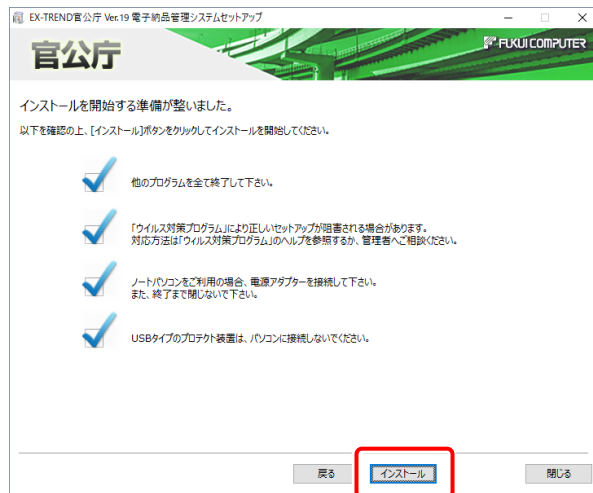 EX-TREND官公庁 Ver.19 電子納品管理システムセットアップ
官公庁
FUKUI COMPUTER
インストールを開始する準備が整いました。
以下を確認の上、[インストール]ボタンをクリックしてインストールを開始してください。
他のプログラムを全て終了して下さい。
「ウイルス対策プログラム」により正しいセットアップが阻害される場合があります。
対応方法は「ウィルス対策プログラム」のヘルプを参照するか、管理者へご相談ください。
ノートパソコンをご利用の場合、電源アダプターを接続して下さい。
また、終了まで閉じないで下さい。
USBタイプのプロテクト装置は、パソコンに接続しないでください。
戻る インストール 閉じる